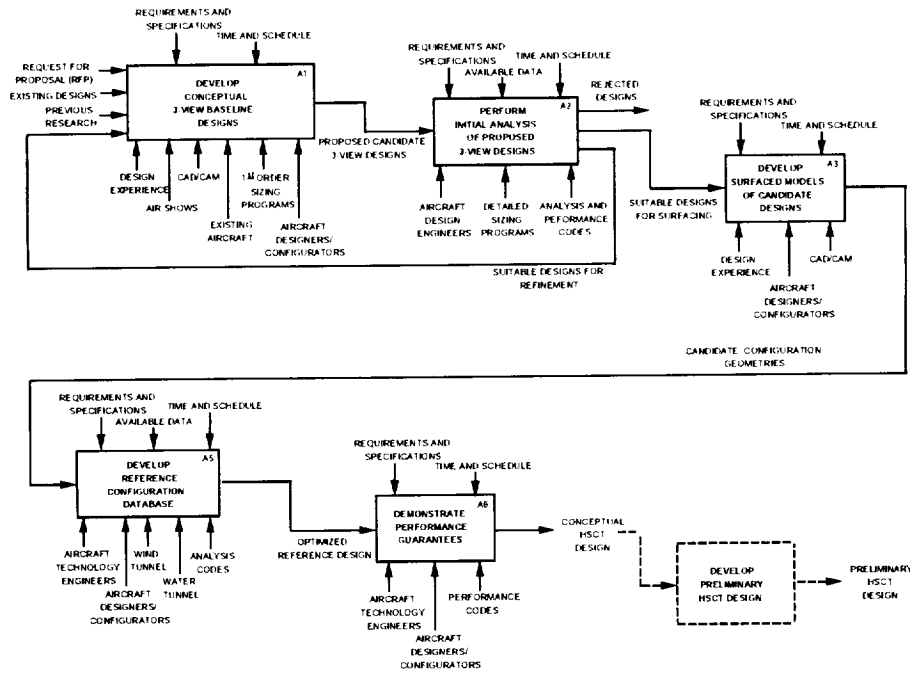 REQUIREMENTS AND
SPECIFICATIONS
TIME AND SCHEDULE
REQUEST FOR
PROPOSAL (RFP)
EXISTING DESIGNS
PREVIOUS
RESEARCH
A1
DEVELOP
CONCEPTUAL
3-VIEW BASELINE
DESIGNS
DESIGN
EXPERIENCE
AIR SHOWS
CAD/CAM
EXISTING
AIRCRAFT
1ST ORDER
SIZING
PROGRAMS
AIRCRAFT
DESIGNERS/
CONFIGURATORS
PROPOSED CANDIDATE
3-VIEW DESIGNS
REQUIREMENTS AND
SPECIFICATIONS
AVAILABLE DATA
TIME AND SCHEDULE
A2
PERFORM
INITIAL ANALYSIS
OF PROPOSED
3-VIEW DESIGNS
REJECTED
DESIGNS
AIRCRAFT
DESIGN
ENGINEERS
DETAILED
SIZING
PROGRAMS
ANALYSIS AND
PERFORMANCE
CODES
SUITABLE DESIGNS FOR
REFINEMENT
SUITABLE DESIGNS
FOR SURFACING
REQUIREMENTS AND
SPECIFICATIONS
TIME AND SCHEDULE
A3
DEVELOP
SURFACED MODELS
OF CANDIDATE
DESIGNS
DESIGN
EXPERIENCE
CAD/CAM
AIRCRAFT
DESIGNERS/
CONFIGURATORS
CANDIDATE CONFIGURATION
GEOMETRIES
REQUIREMENTS AND
SPECIFICATIONS
AVAILABLE DATA
TIME AND SCHEDULE
A5
DEVELOP
REFERENCE
CONFIGURATION
DATABASE
AIRCRAFT
TECHNOLOGY
ENGINEERS
AIRCRAFT
DESIGNERS/
CONFIGURATORS
WIND
TUNNEL
WATER
TUNNEL
ANALYSIS
CODES
OPTIMIZED
REFERENCE DESIGN
REQUIREMENTS AND
SPECIFICATIONS
TIME AND SCHEDULE
A6
DEMONSTRATE
PERFORMANCE
GUARANTEES
AIRCRAFT
TECHNOLOGY
ENGINEERS
AIRCRAFT
DESIGNERS/
CONFIGURATORS
PERFORMANCE
CODES
CONCEPTUAL
HSCT
DESIGN
DEVELOP
PRELIMINARY
HSCT DESIGN
PRELIMINARY
HSCT
DESIGN